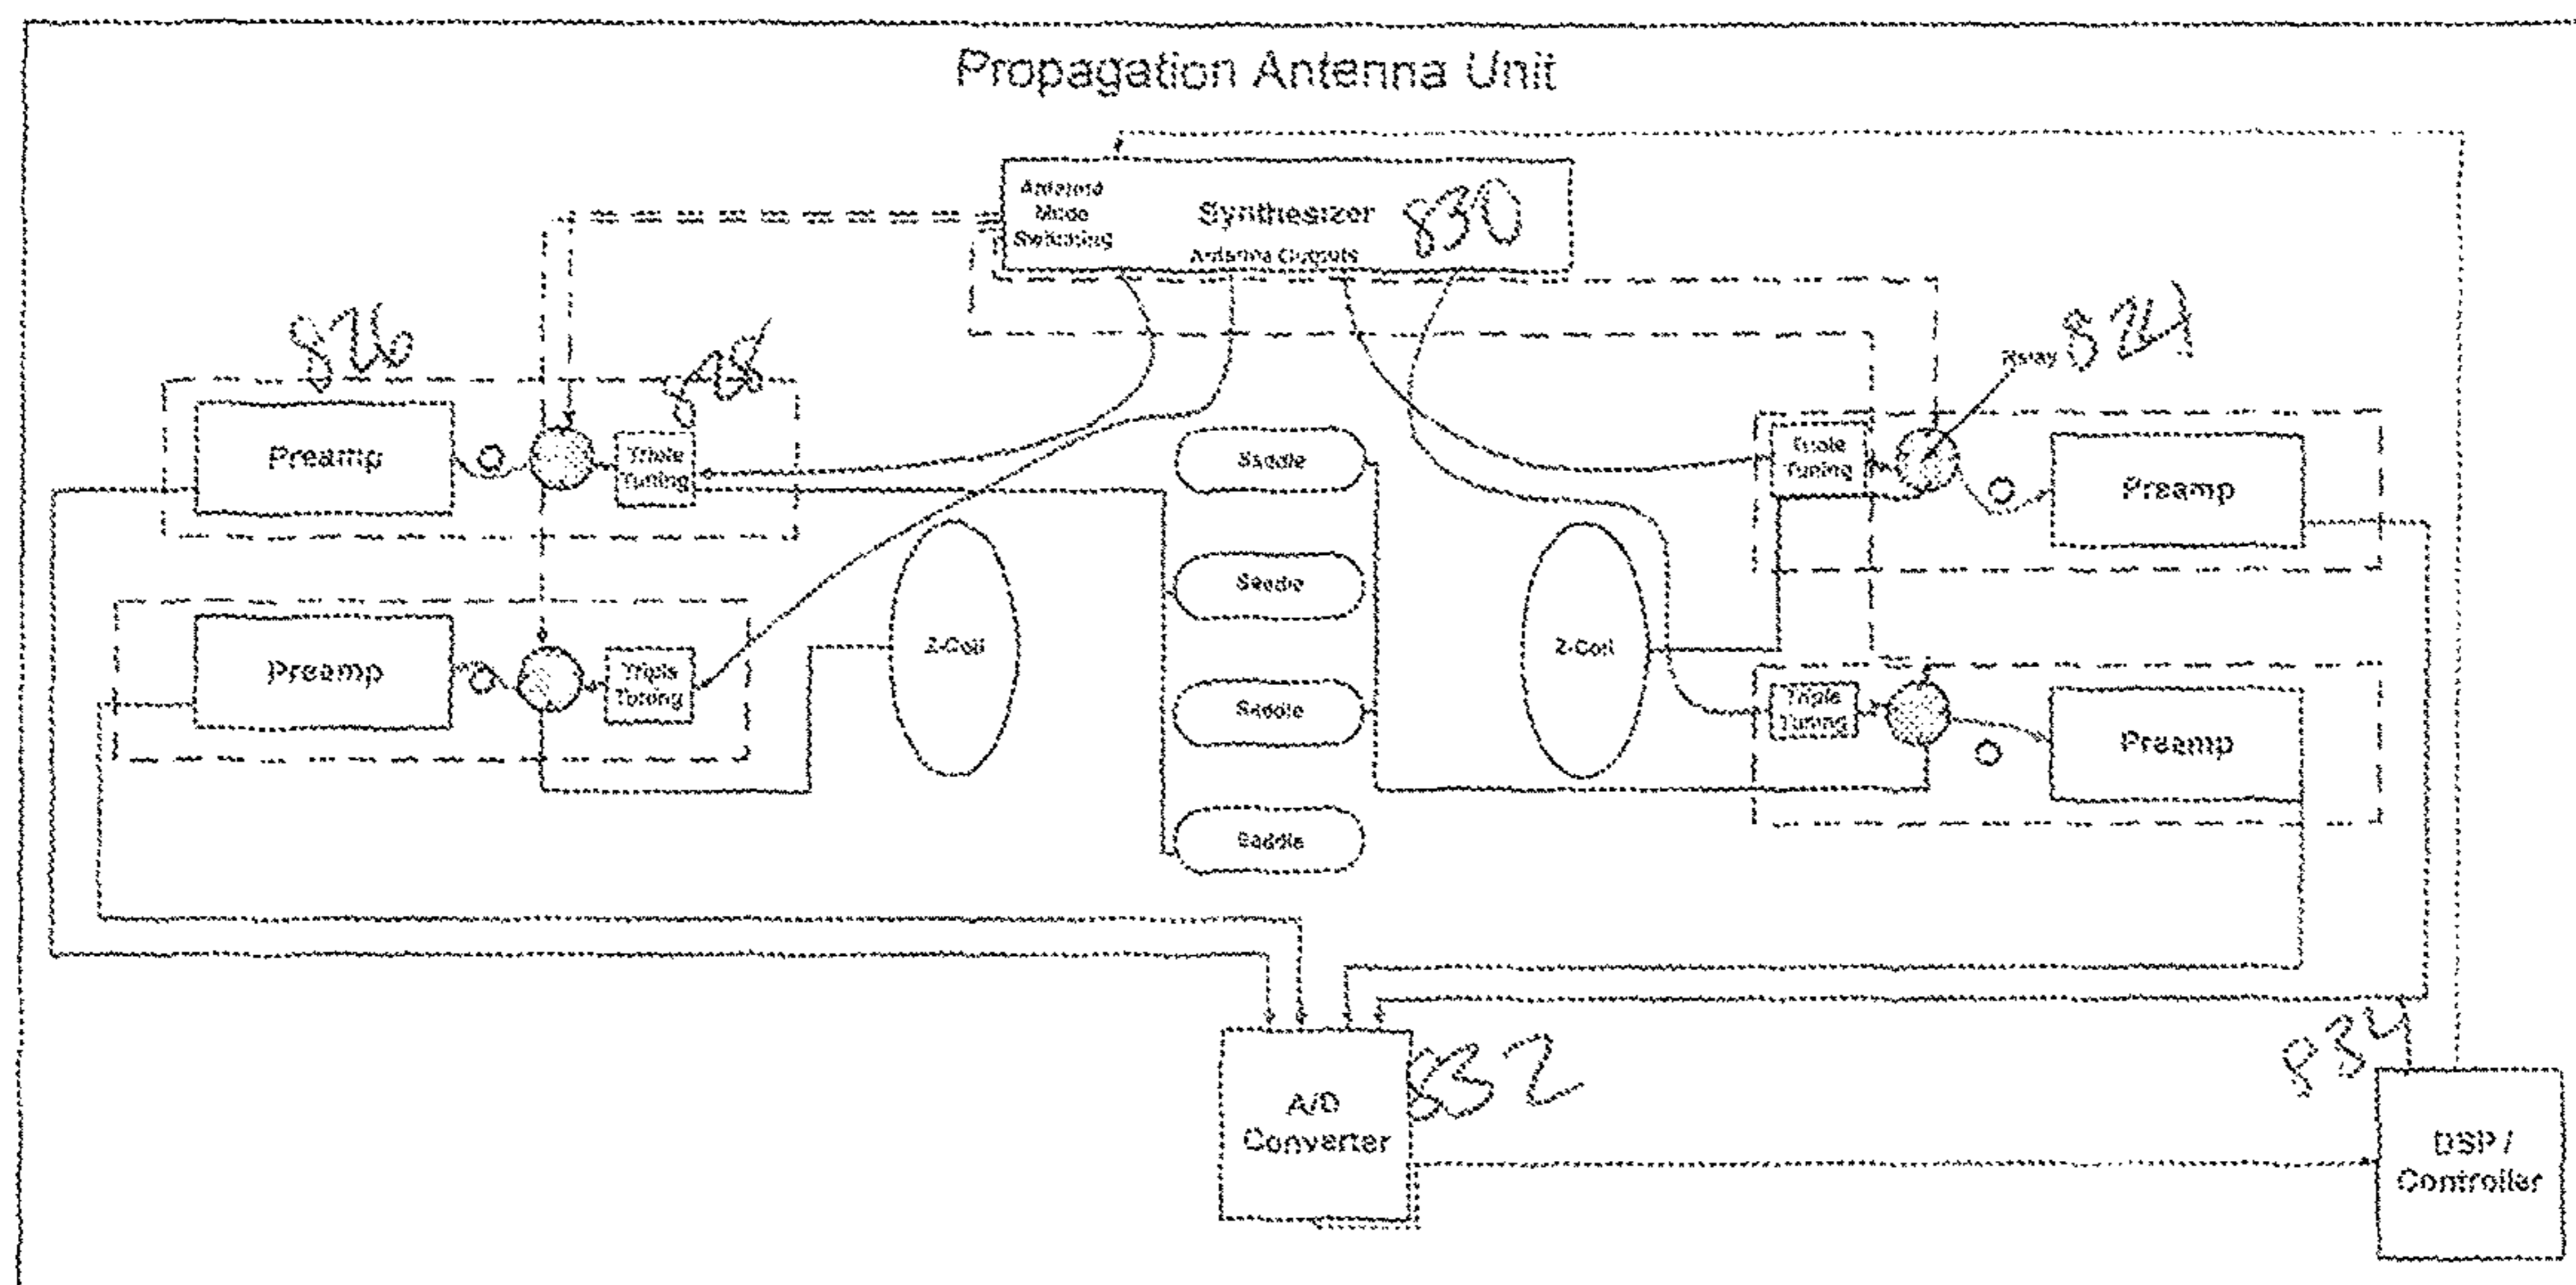 Propagation Antenna Unit
Antenna
Mode
Switching
Synthesizer 830
Antenna Outputs
826
828
Relay 824
Preamp
Triple
Tuning
Saddle
Triple
Tuning
Preamp
Saddle
Z-Coil
Z-Coil
Preamp
Triple
Tuning
Saddle
Triple
Tuning
Preamp
Saddle
A/D
Converter
832
834
DSP /
Controller